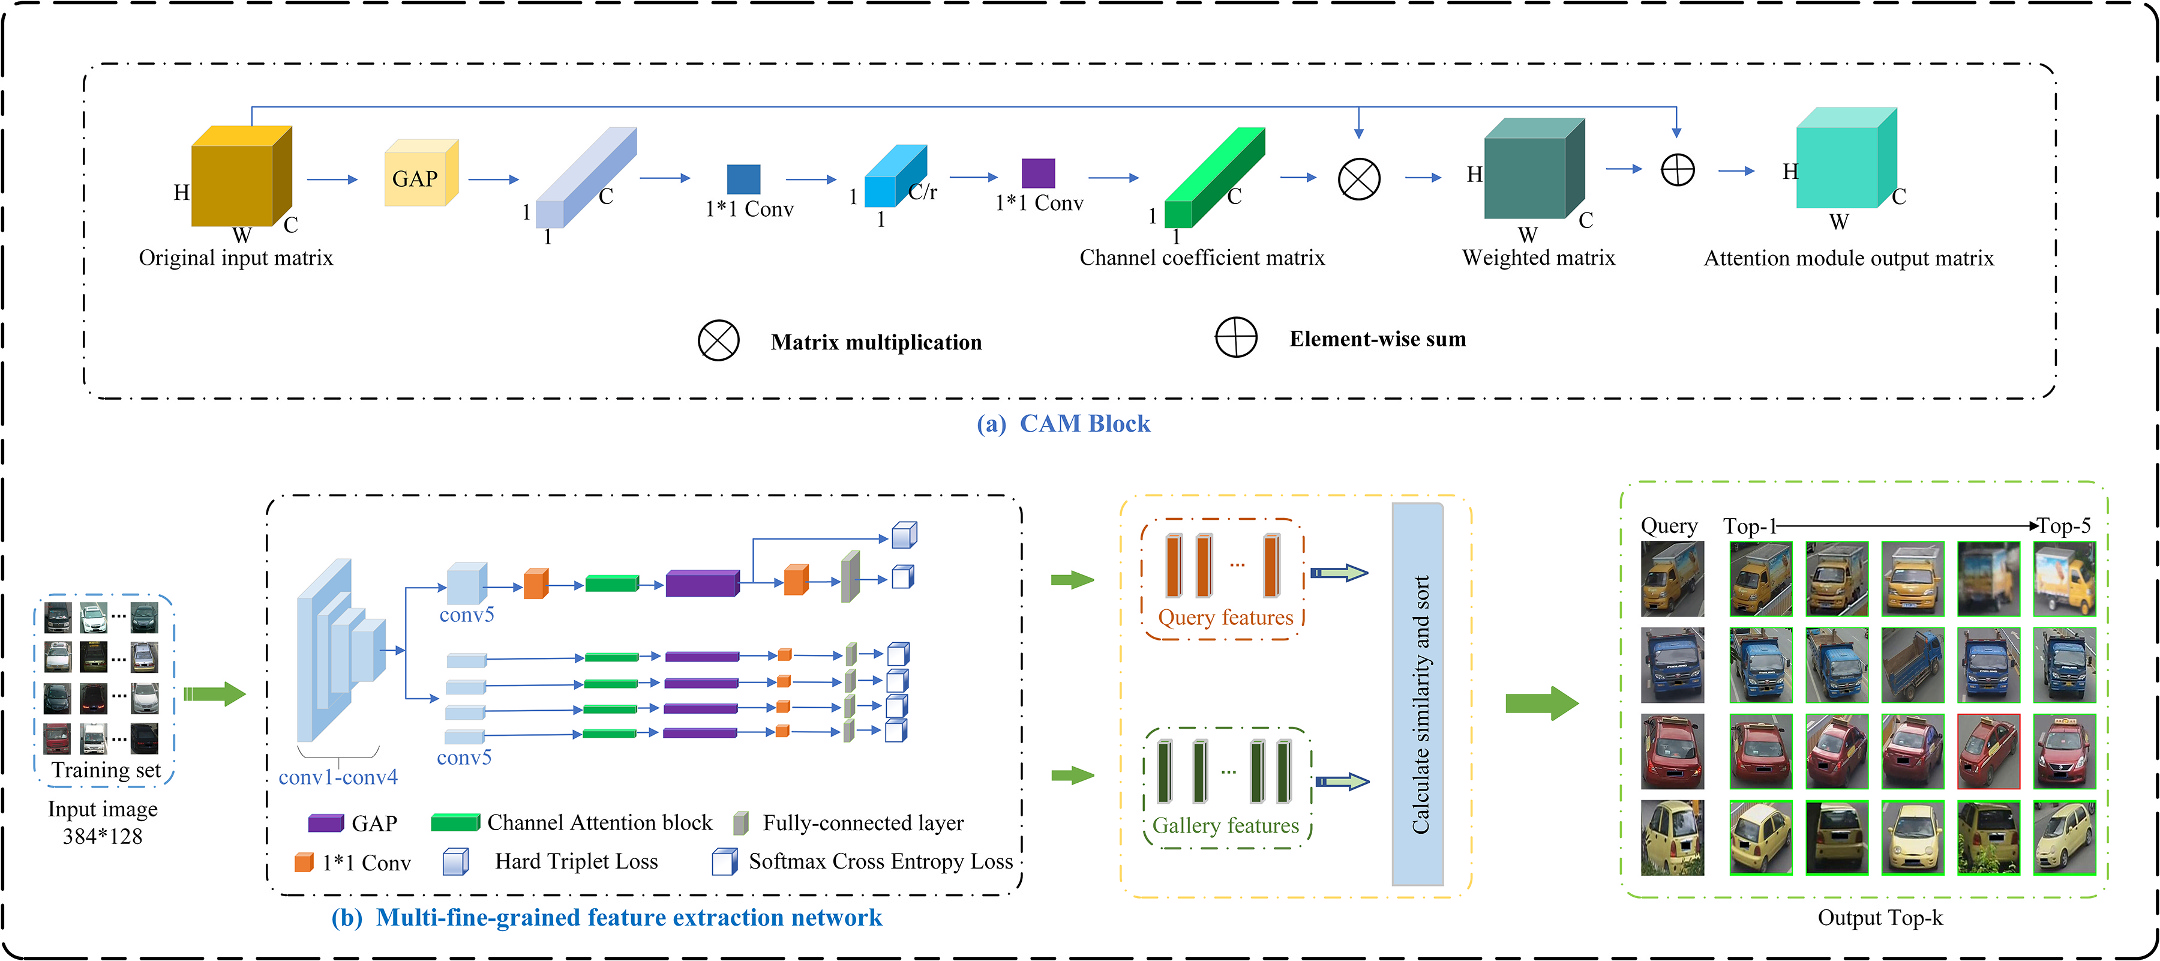 H
W
C
Original input matrix
GAP
1
1
C
1*1 Conv
1
1
C/r
1*1 Conv
1
1
C
Channel coefficient matrix
H
W
C
Weighted matrix
H
W
C
Attention module output matrix
Matrix multiplication
Element-wise sum
(a) CAM Block
Training set
Input image
384*128
conv1-conv4
conv5
conv5
GAP
Channel Attention block
Fully-connected layer
1*1 Conv
Hard Triplet Loss
Softmax Cross Entropy Loss
(b) Multi-fine-grained feature extraction network
Query features
Gallery features
Calculate similarity and sort
Query
Top-1
Top-5
Output Top-k